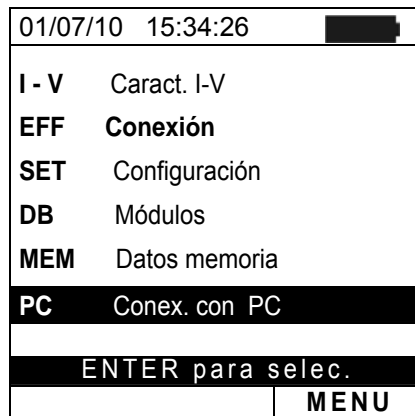 01/07/10 15:34:26
I - V Caract. I-V
EFF Conexión
SET Configuración
DB Módulos
MEM Datos memoria
PC Conex. con PC
ENTER para selec.
MENU